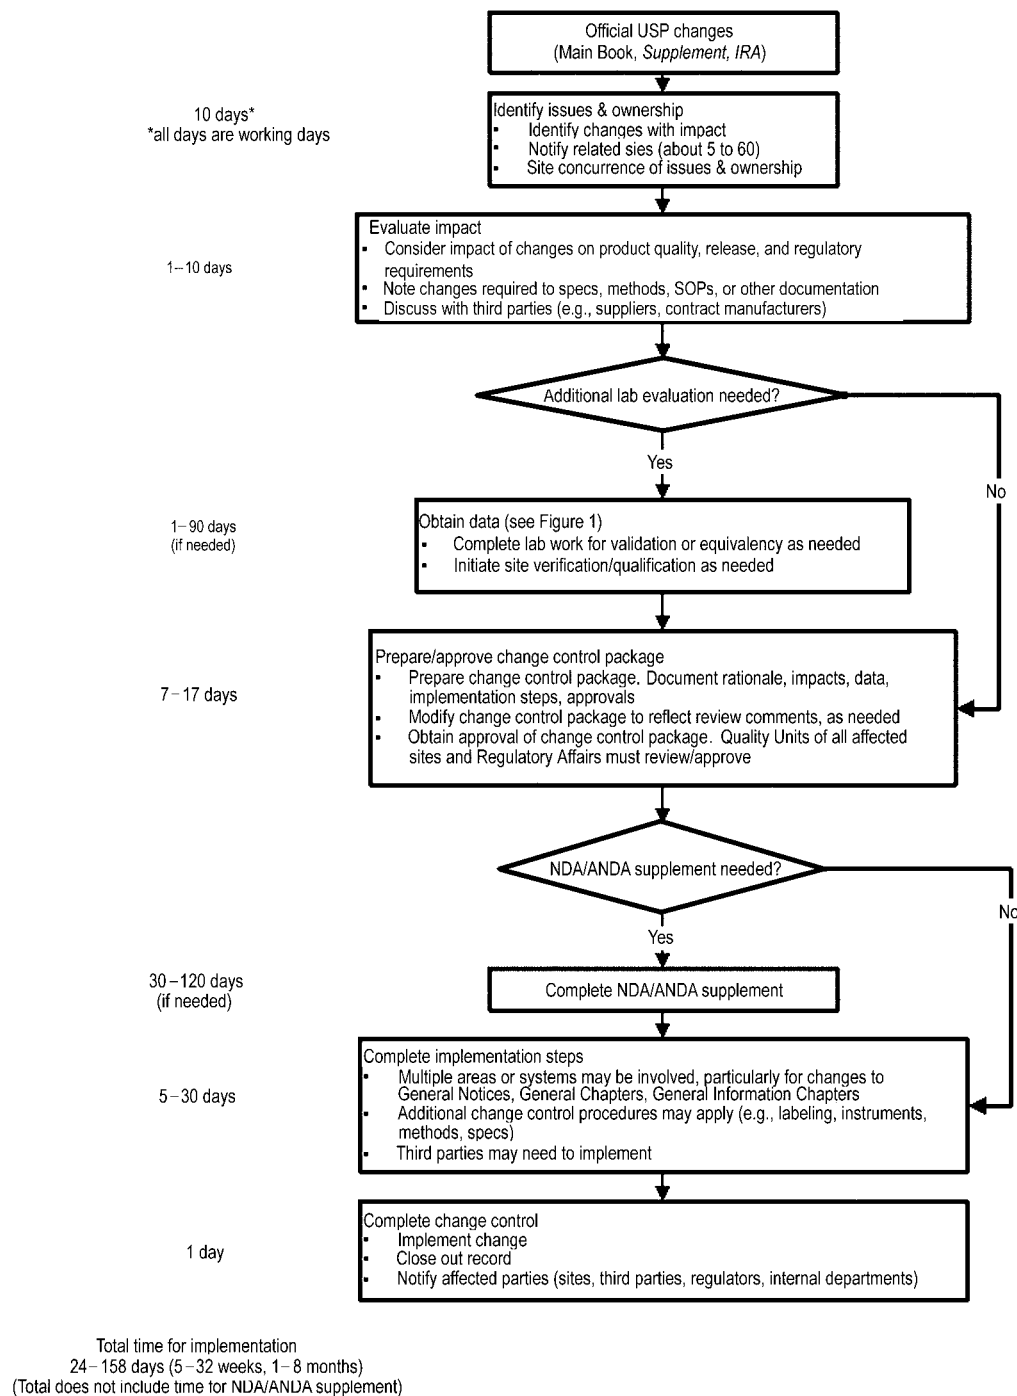 Official USP changes
(Main Book, Supplement, IRA)
10 days*
*all days are working days
Identify issues & ownership
▪ Identify changes with impact
▪ Notify related sies (about 5 to 60)
▪ Site concurrence of issues & ownership
1–10 days
Evaluate impact
▪ Consider impact of changes on product quality, release, and regulatory
requirements
▪ Note changes required to specs, methods, SOPs, or other documentation
▪ Discuss with third parties (e.g., suppliers, contract manufacturers)
Additional lab evaluation needed?
Yes
No
1–90 days
(if needed)
Obtain data (see Figure 1)
▪ Complete lab work for validation or equivalency as needed
▪ Initiate site verification/qualification as needed
7–17 days
Prepare/approve change control package
▪ Prepare change control package. Document rationale, impacts, data,
implementation steps, approvals
▪ Modify change control package to reflect review comments, as needed
▪ Obtain approval of change control package. Quality Units of all affected
sites and Regulatory Affairs must review/approve
NDA/ANDA supplement needed?
No
Yes
30–120 days
(if needed)
Complete NDA/ANDA supplement
5–30 days
Complete implementation steps
▪ Multiple areas or systems may be involved, particularly for changes to
General Notices, General Chapters, General Information Chapters
▪ Additional change control procedures may apply (e.g., labeling, instruments,
methods, specs)
▪ Third parties may need to implement
1 day
Complete change control
▪ Implement change
▪ Close out record
▪ Notify affected parties (sites, third parties, regulators, internal departments)
Total time for implementation
24–158 days (5–32 weeks, 1–8 months)
(Total does not include time for NDA/ANDA supplement)